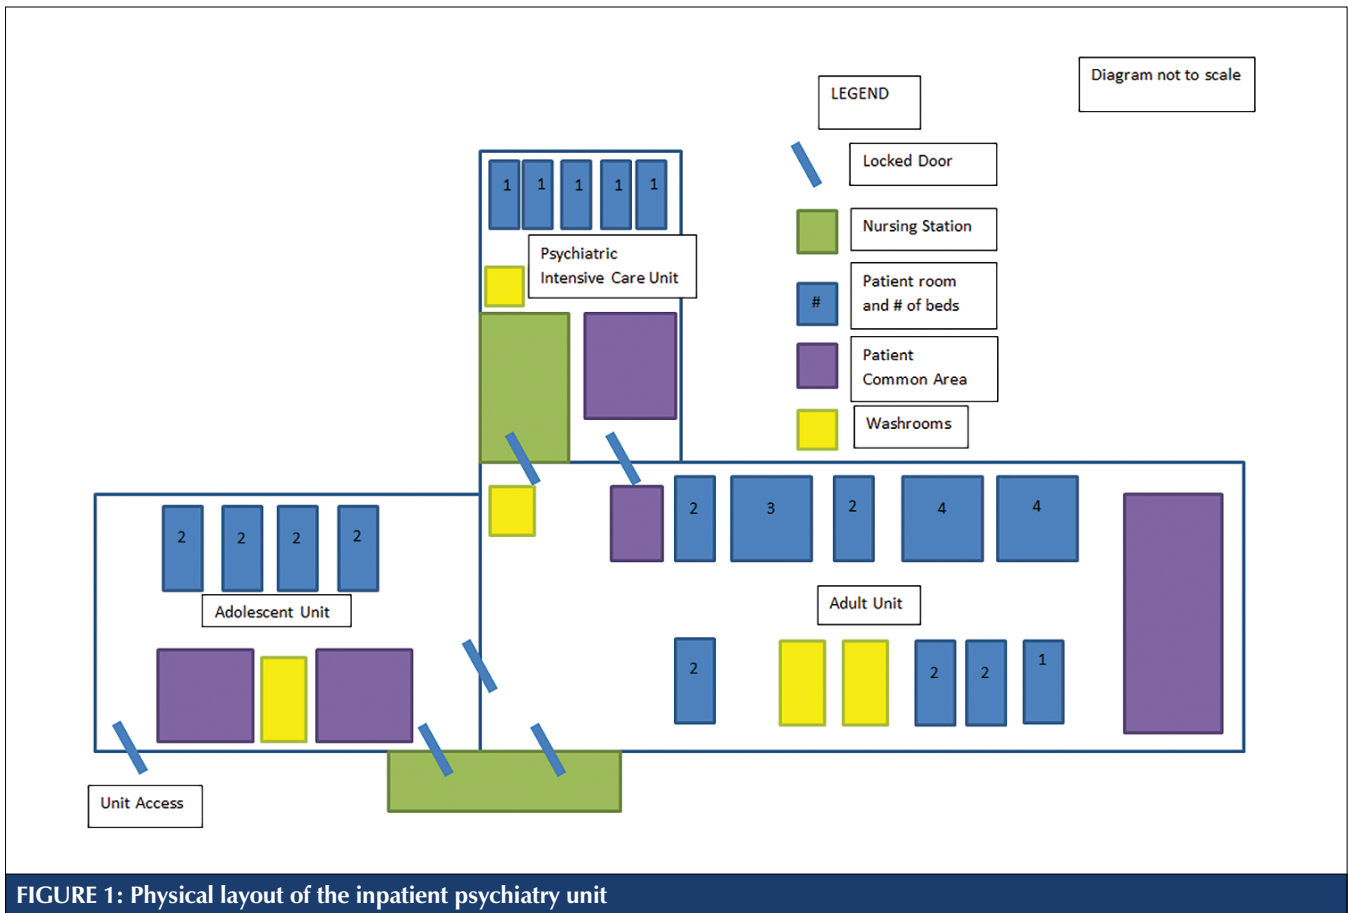 Diagram not to scale
LEGEND
Locked Door
Nursing Station
#
Patient room
and # of beds
Patient
Common Area
Washrooms
1 1 1 1 1
Psychiatric
Intensive Care Unit
2 2 2 2
Adolescent Unit
2 3 2 4 4
Adult Unit
2 2 2 1
Unit Access
FIGURE 1: Physical layout of the inpatient psychiatry unit